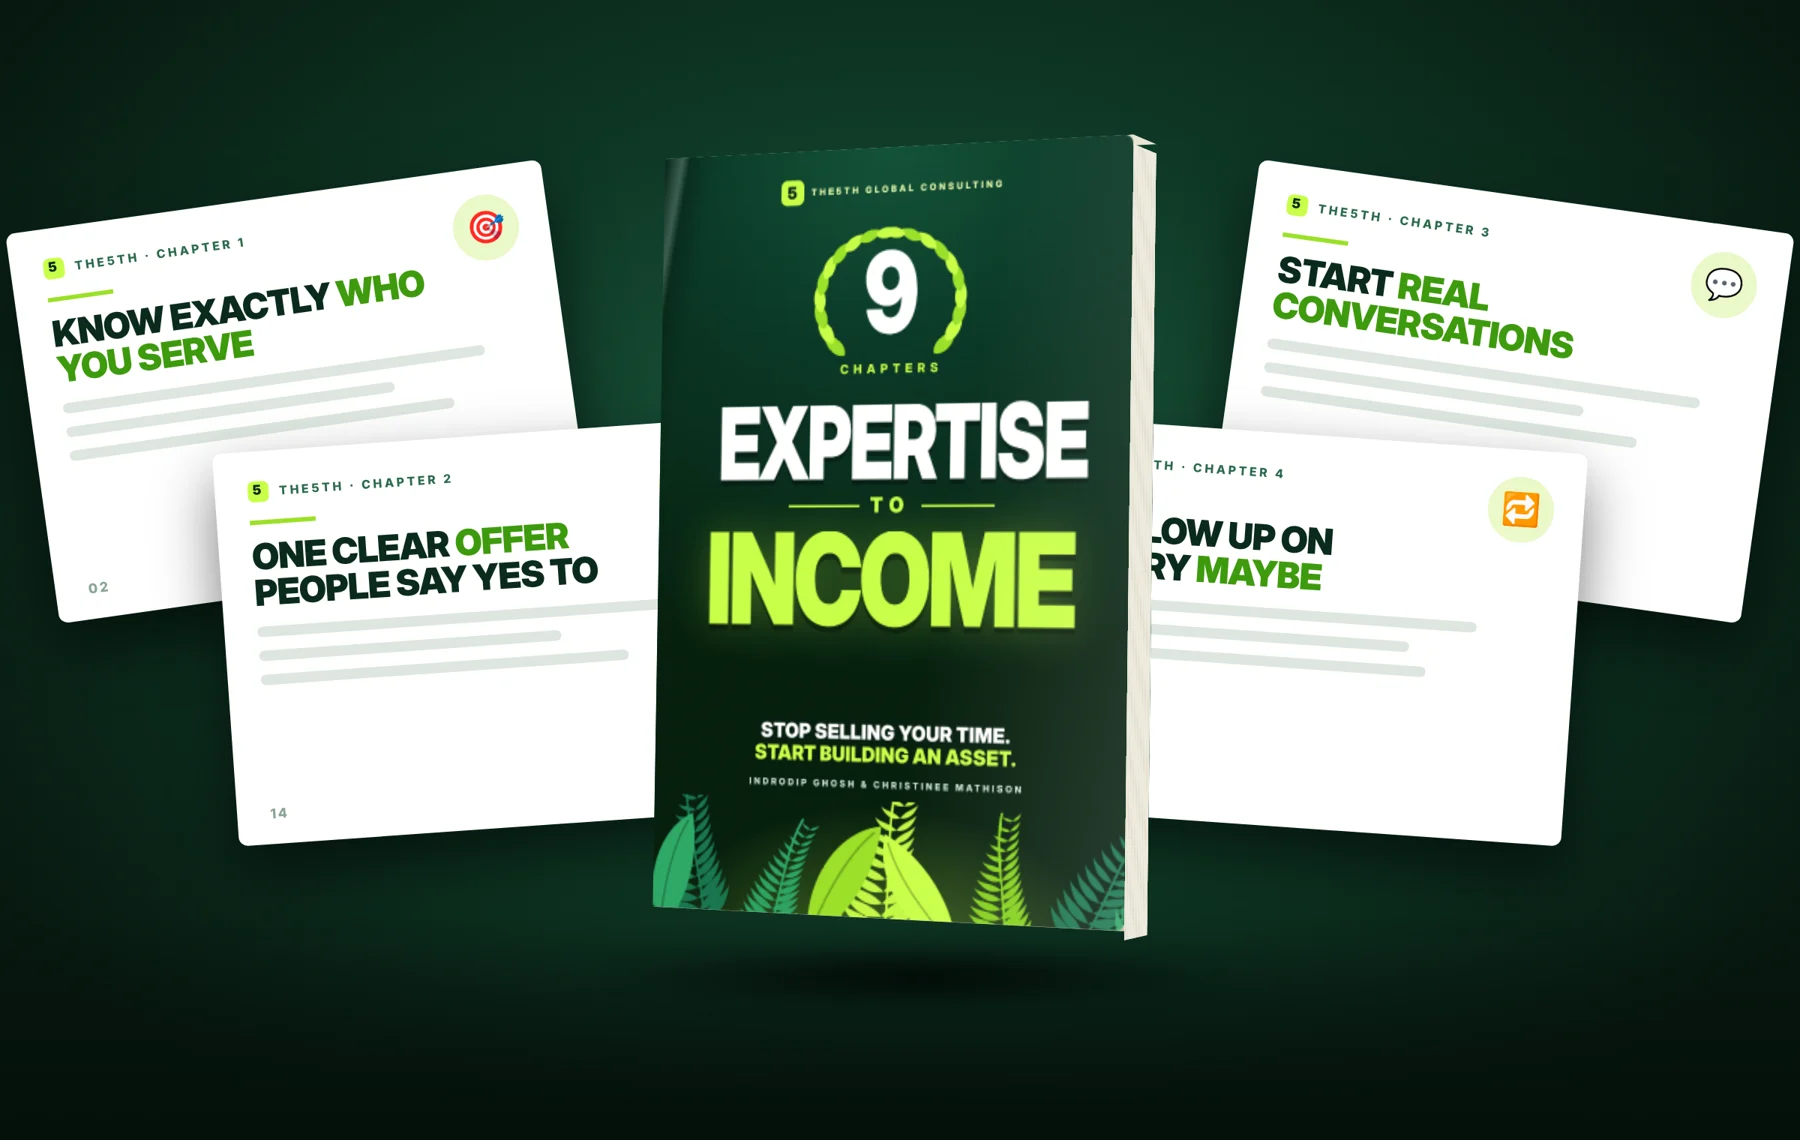 5 THE5TH · CHAPTER 1
KNOW EXACTLY WHO
YOU SERVE
02
5 THE5TH · CHAPTER 2
ONE CLEAR OFFER
PEOPLE SAY YES TO
14
5 THE5TH GLOBAL CONSULTING
9
CHAPTERS
EXPERTISE
TO
INCOME
STOP SELLING YOUR TIME.
START BUILDING AN ASSET.
INDRODIP GHOSH & CHRISTINEE MATHISON
5 THE5TH · CHAPTER 3
START REAL
CONVERSATIONS
TH · CHAPTER 4
LOW UP ON
RY MAYBE